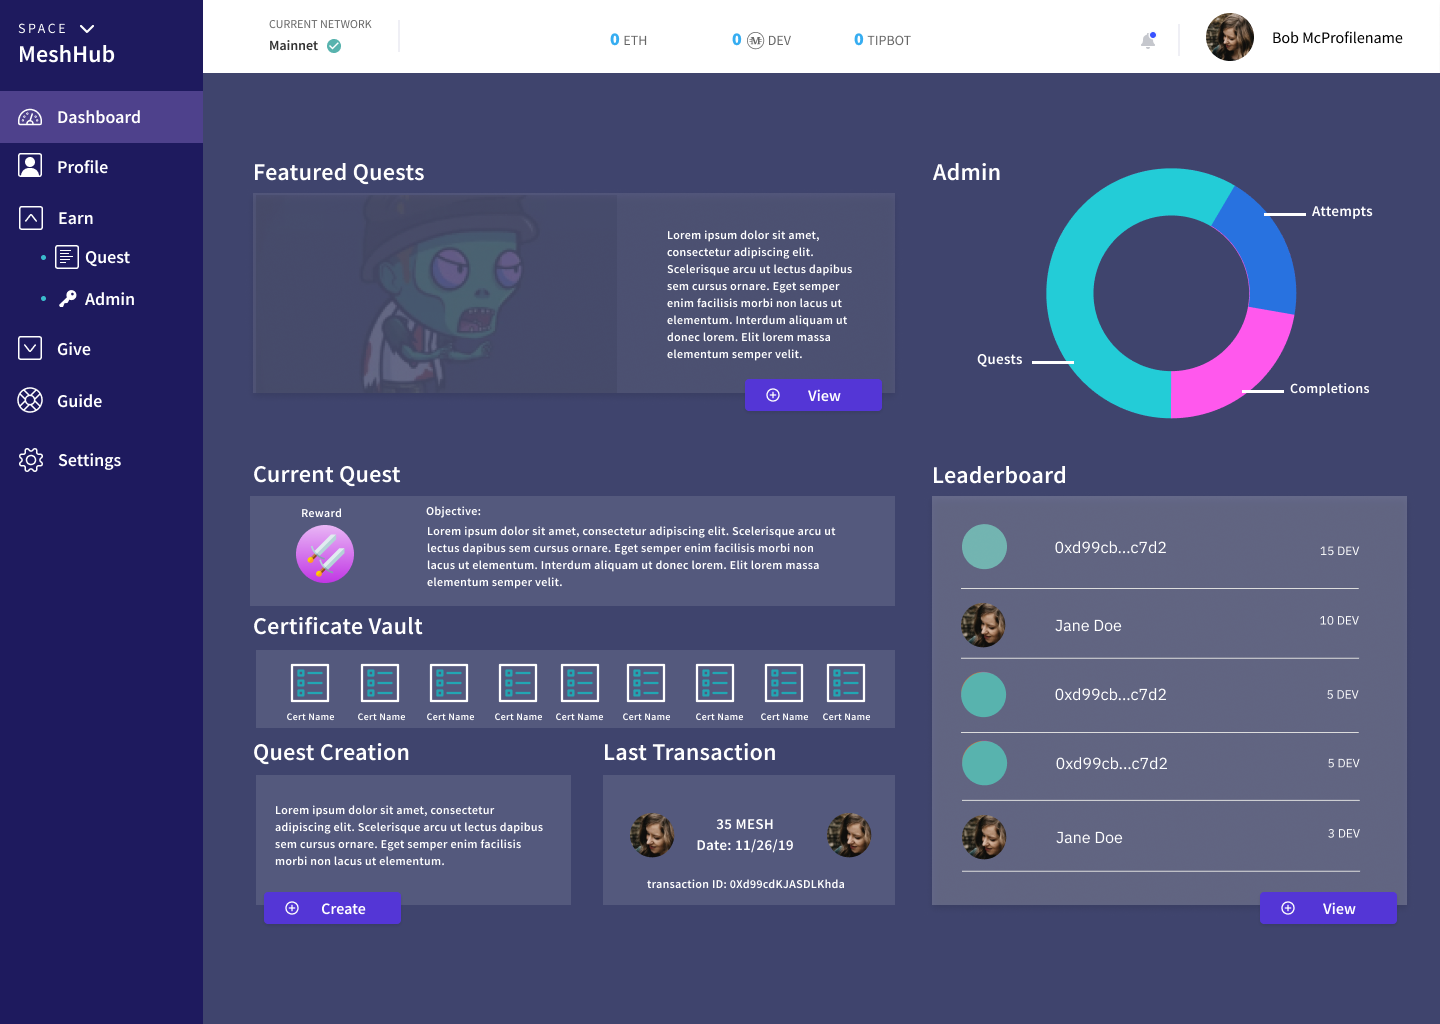 SPACE
MeshHub
Dashboard
Profile
Earn
Quest
Admin
Give
Guide
Settings
CURRENT NETWORK
Mainnet
0 ETH
0 M DEV
0 TIPBOT
Bob McProfilename
Featured Quests
Lorem ipsum dolor sit amet,
consectetur adipiscing elit.
Scelerisque arcu ut lectus dapibus
sem cursus ornare. Eget semper
enim facilisis morbi non lacus ut
elementum. Interdum aliquam ut
donec lorem. Elit lorem massa
elementum semper velit.
View
Admin
Attempts
Quests
Completions
Current Quest
Reward
Objective:
Lorem ipsum dolor sit amet, consectetur adipiscing elit. Scelerisque arcu ut
lectus dapibus sem cursus ornare. Eget semper enim facilisis morbi non
lacus ut elementum. Interdum aliquam ut donec lorem. Elit lorem massa
elementum semper velit.
Certificate Vault
Cert Name
Cert Name
Cert Name
Cert Name
Cert Name
Cert Name
Cert Name
Cert Name
Cert Name
Quest Creation
Lorem ipsum dolor sit amet, consectetur
adipiscing elit. Scelerisque arcu ut lectus dapibus
sem cursus ornare. Eget semper enim facilisis
morbi non lacus ut elementum.
Create
Last Transaction
35 MESH
Date: 11/26/19
transaction ID: 0Xd99cdKJASDLKhda
Leaderboard
0xd99cb...c7d2 15 DEV
Jane Doe 10 DEV
0xd99cb...c7d2 5 DEV
0xd99cb...c7d2 5 DEV
Jane Doe 3 DEV
View